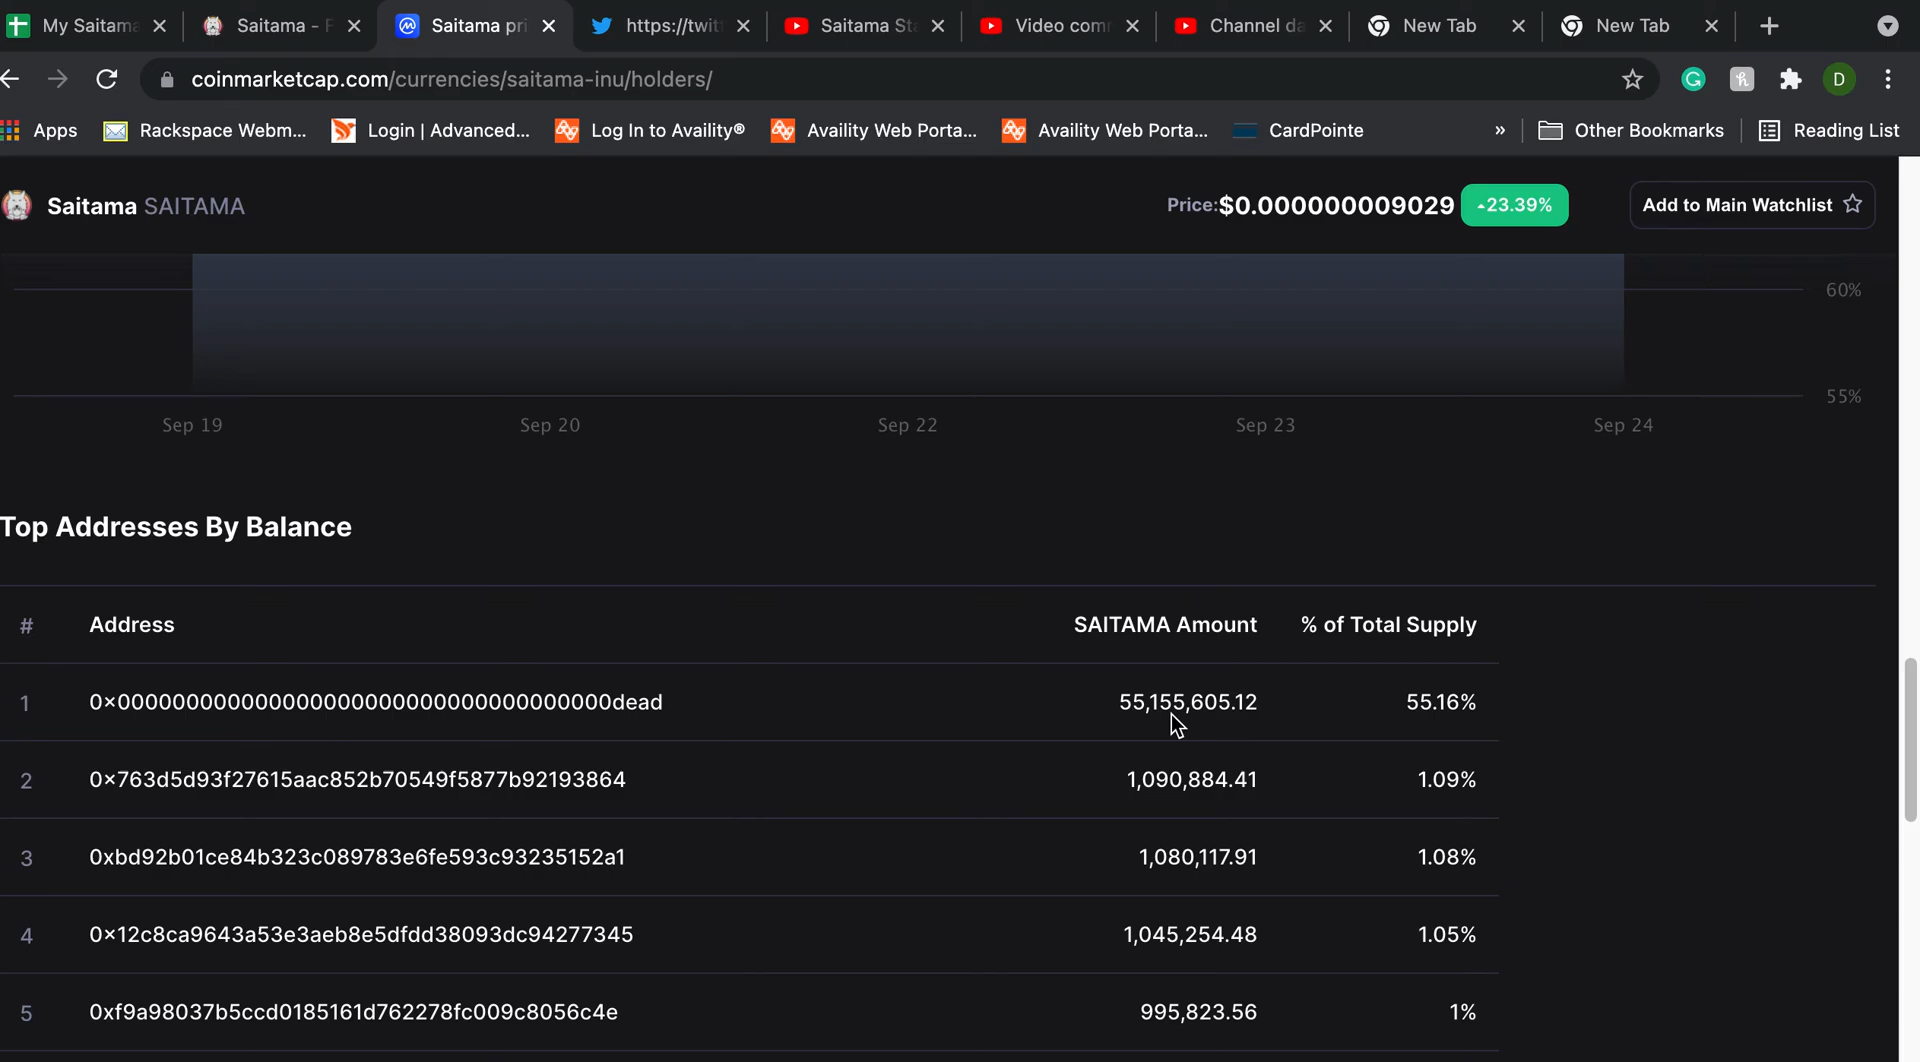 My Saitama
Saitama - F
Saitama pri
https://twitt
Saitama Sta
Video com
Channel da
New Tab
New Tab
D
coinmarketcap.com/currencies/saitama-inu/holders/
Apps
Rackspace Webm...
Login | Advanced...
Log In to Availity®
Availity Web Porta...
Availity Web Porta...
CardPointe
»
Other Bookmarks
Reading List
Saitama SAITAMA
Price:$0.000000009029
23.39%
Add to Main Watchlist
60%
55%
Sep 19 Sep 20 Sep 22 Sep 23 Sep 24
Top Addresses By Balance
# Address SAITAMA Amount % of Total Supply
1 0x000000000000000000000000000000000000dead 55,155,605.12 55.16%
2 0x763d5d93f27615aac852b70549f5877b92193864 1,090,884.41 1.09%
3 0xbd92b01ce84b323c089783e6fe593c93235152a1 1,080,117.91 1.08%
4 0x12c8ca9643a53e3aeb8e5dfdd38093dc94277345 1,045,254.48 1.05%
5 0xf9a98037b5ccd0185161d762278fc009c8056c4e 995,823.56 1%